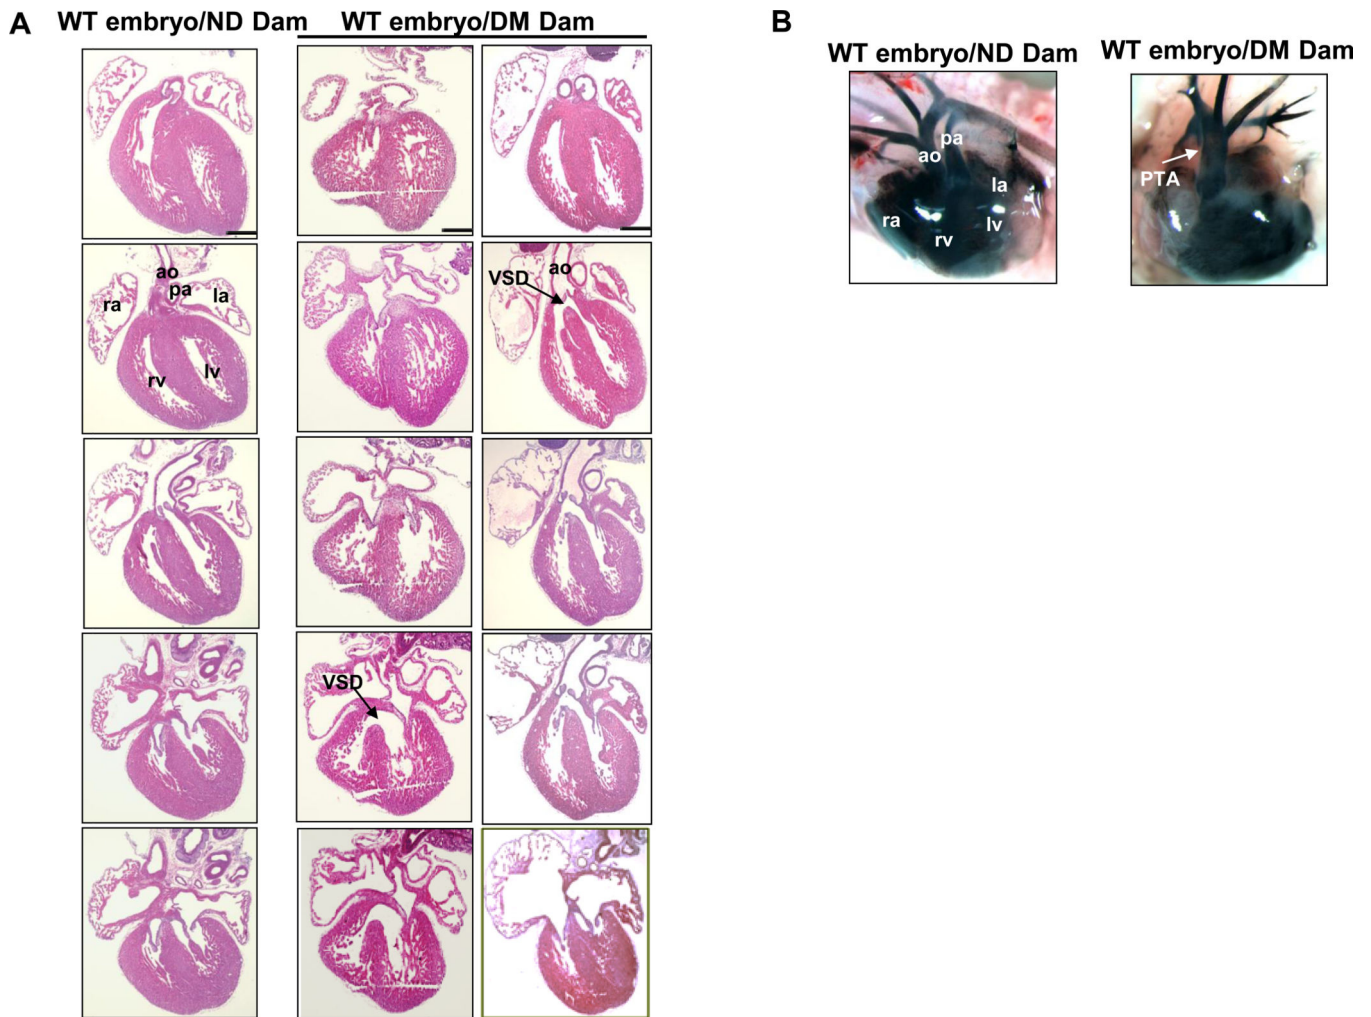 A WT embryo/ND Dam WT embryo/DM Dam
ao
pa
ra
la
rv
lv
VSD
ao
VSD
B
WT embryo/ND Dam WT embryo/DM Dam
pa
ao
la
ra
lv
rv
PTA